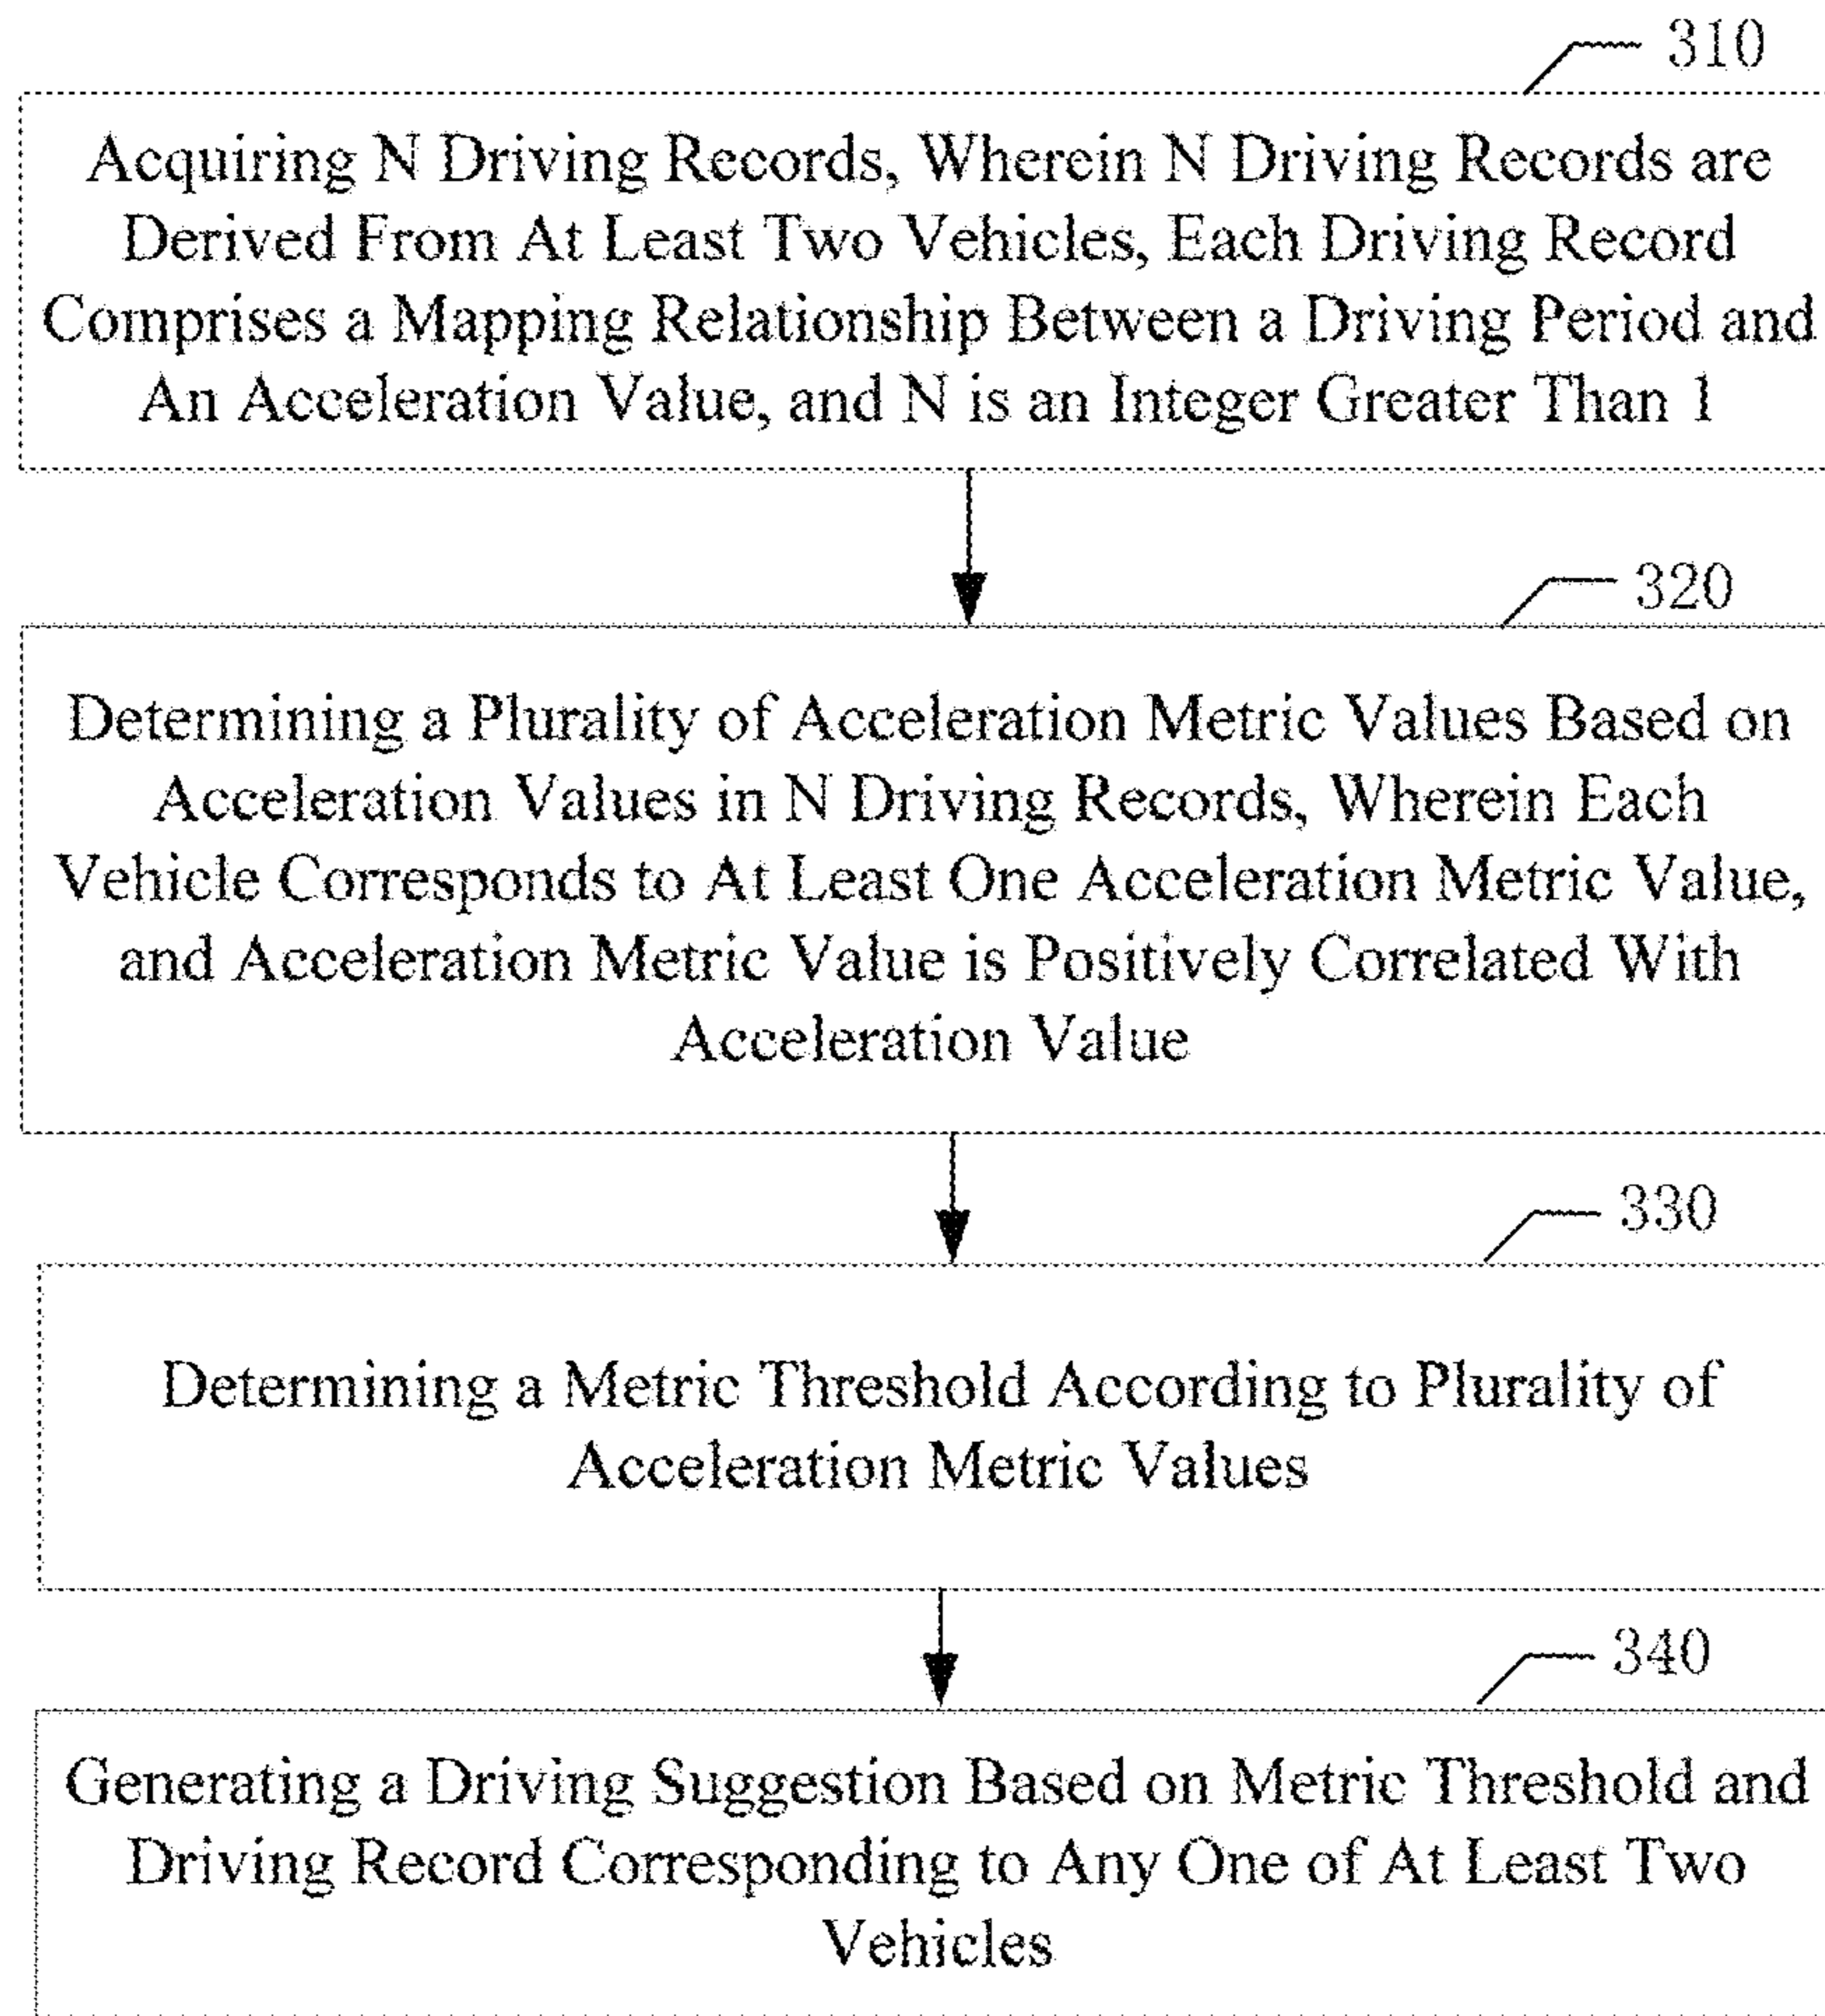 310
Acquiring N Driving Records, Wherein N Driving Records are
Derived From At Least Two Vehicles, Each Driving Record
Comprises a Mapping Relationship Between a Driving Period and
An Acceleration Value, and N is an Integer Greater Than 1
320
Determining a Plurality of Acceleration Metric Values Based on
Acceleration Values in N Driving Records, Wherein Each
Vehicle Corresponds to At Least One Acceleration Metric Value,
and Acceleration Metric Value is Positively Correlated With
Acceleration Value
330
Determining a Metric Threshold According to Plurality of
Acceleration Metric Values
340
Generating a Driving Suggestion Based on Metric Threshold and
Driving Record Corresponding to Any One of At Least Two
Vehicles